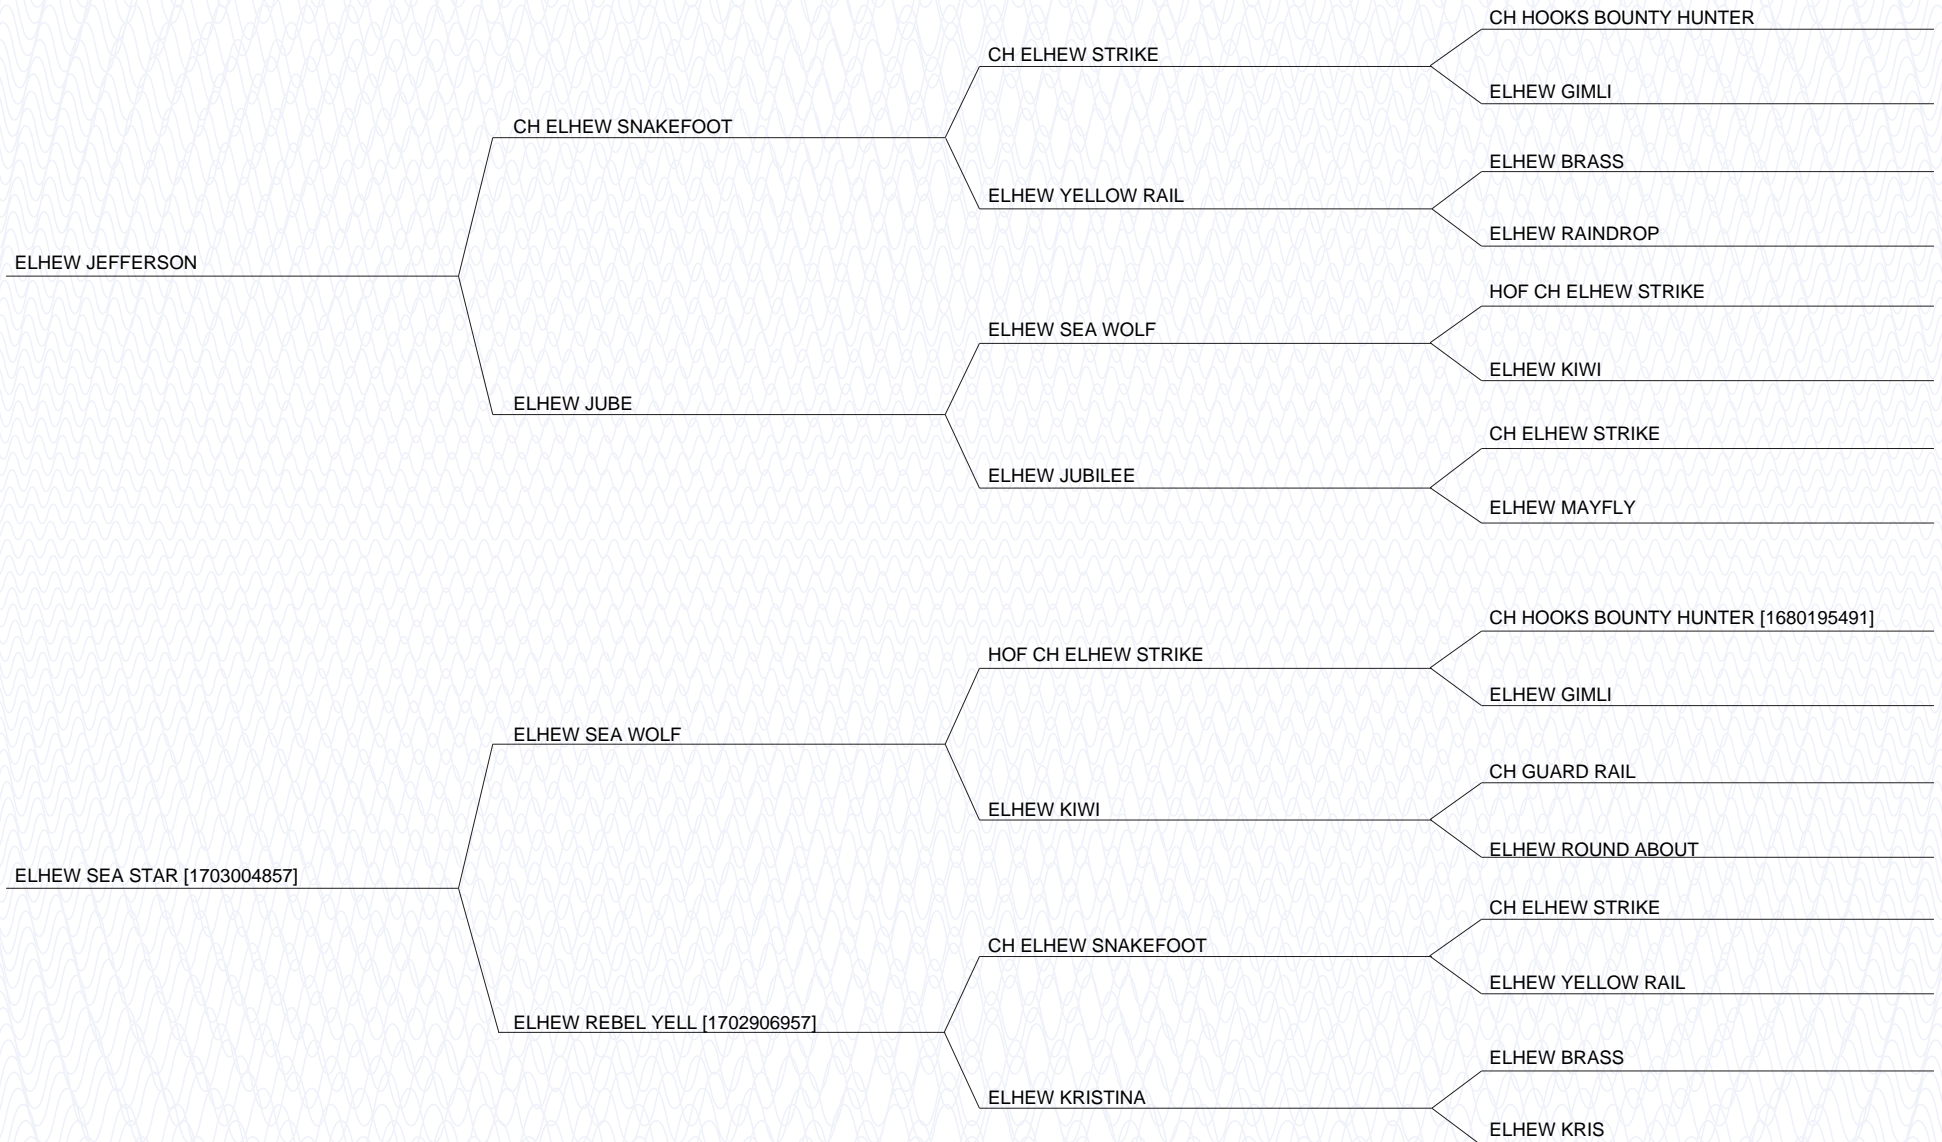 CH HOOKS BOUNTY HUNTER
CH ELHEW STRIKE
ELHEW GIMLI
CH ELHEW SNAKEFOOT
ELHEW BRASS
ELHEW YELLOW RAIL
ELHEW RAINDROP
ELHEW JEFFERSON
HOF CH ELHEW STRIKE
ELHEW SEA WOLF
ELHEW KIWI
ELHEW JUBE
CH ELHEW STRIKE
ELHEW JUBILEE
ELHEW MAYFLY
CH HOOKS BOUNTY HUNTER [1680195491]
HOF CH ELHEW STRIKE
ELHEW GIMLI
ELHEW SEA WOLF
CH GUARD RAIL
ELHEW KIWI
ELHEW ROUND ABOUT
ELHEW SEA STAR [1703004857]
CH ELHEW STRIKE
CH ELHEW SNAKEFOOT
ELHEW YELLOW RAIL
ELHEW REBEL YELL [1702906957]
ELHEW BRASS
ELHEW KRISTINA
ELHEW KRIS